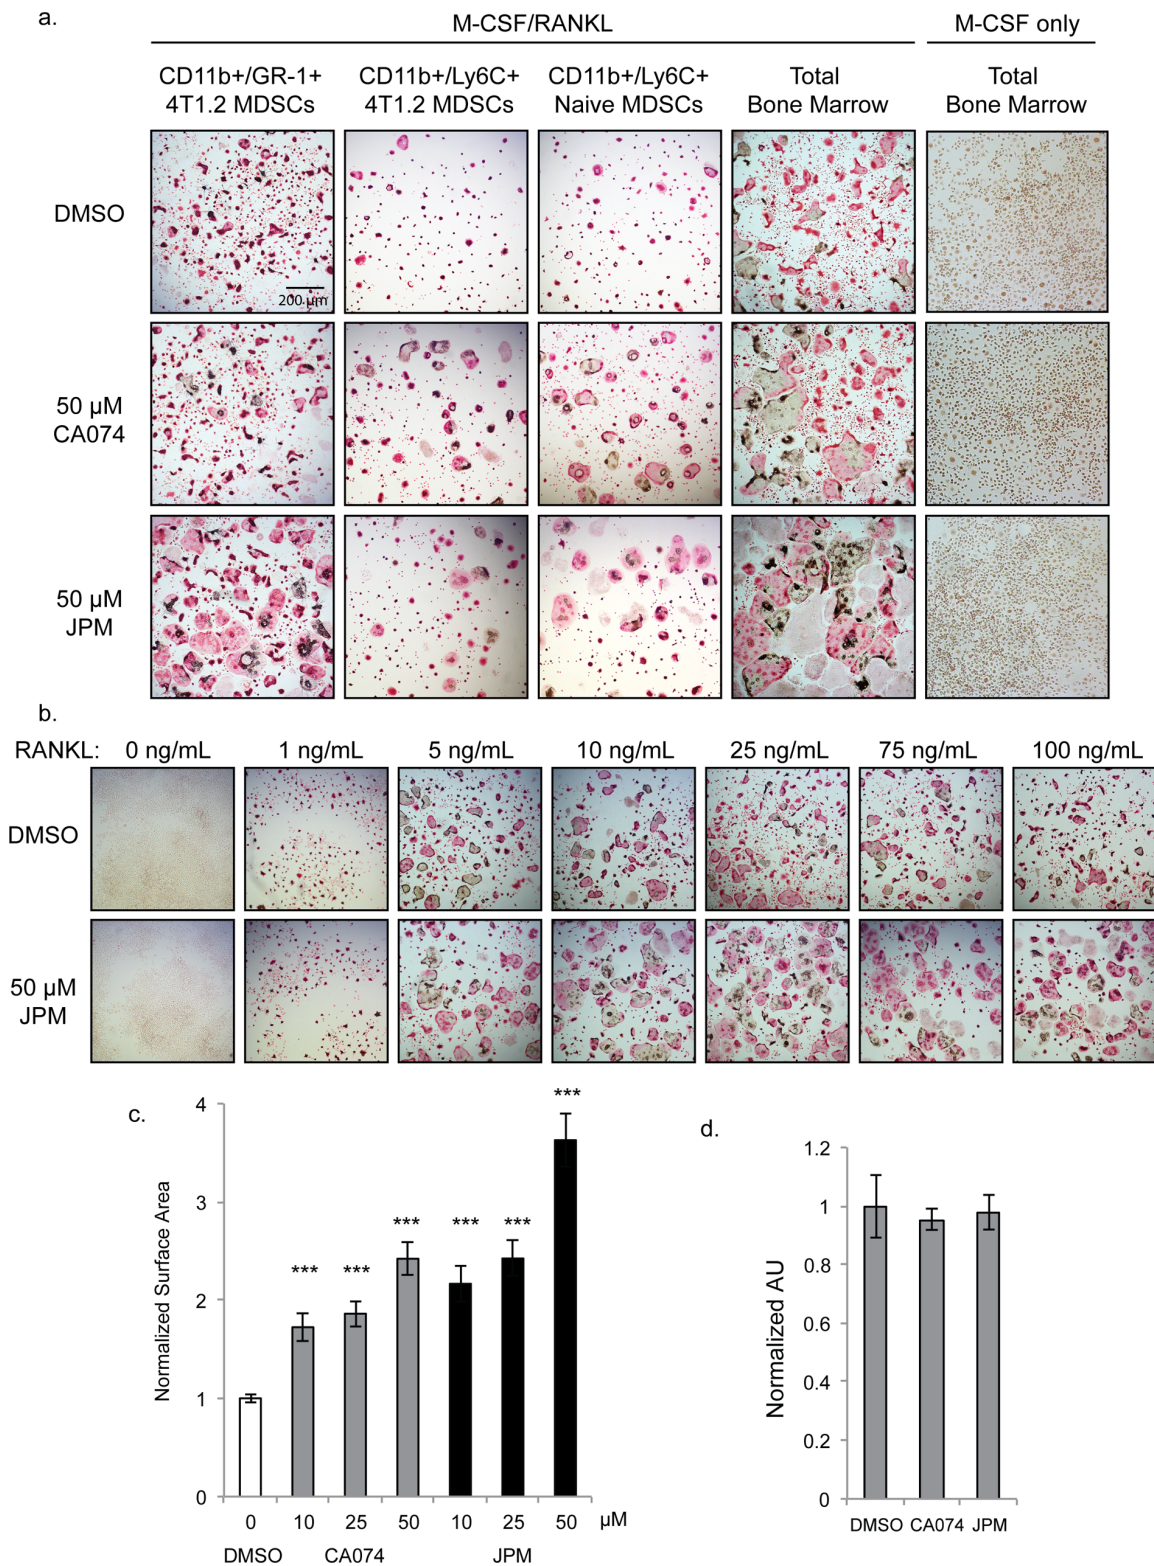 a.
M-CSF/RANKL
M-CSF only
CD11b+/GR-1+
4T1.2 MDSCs
CD11b+/Ly6C+
4T1.2 MDSCs
CD11b+/Ly6C+
Naive MDSCs
Total
Bone Marrow
Total
Bone Marrow
DMSO
200 µm
50 µM
CA074
50 µM
JPM
b.
RANKL: 0 ng/mL 1 ng/mL 5 ng/mL 10 ng/mL 25 ng/mL 75 ng/mL 100 ng/mL
DMSO
50 µM
JPM
c.
Normalized Surface Area
4
3
2
1
0
*** *** *** *** *** ***
0 10 25 50 10 25 50 µM
DMSO CA074 JPM
d.
Normalized AU
1.2
1
0.8
0.6
0.4
0.2
0
DMSO CA074 JPM